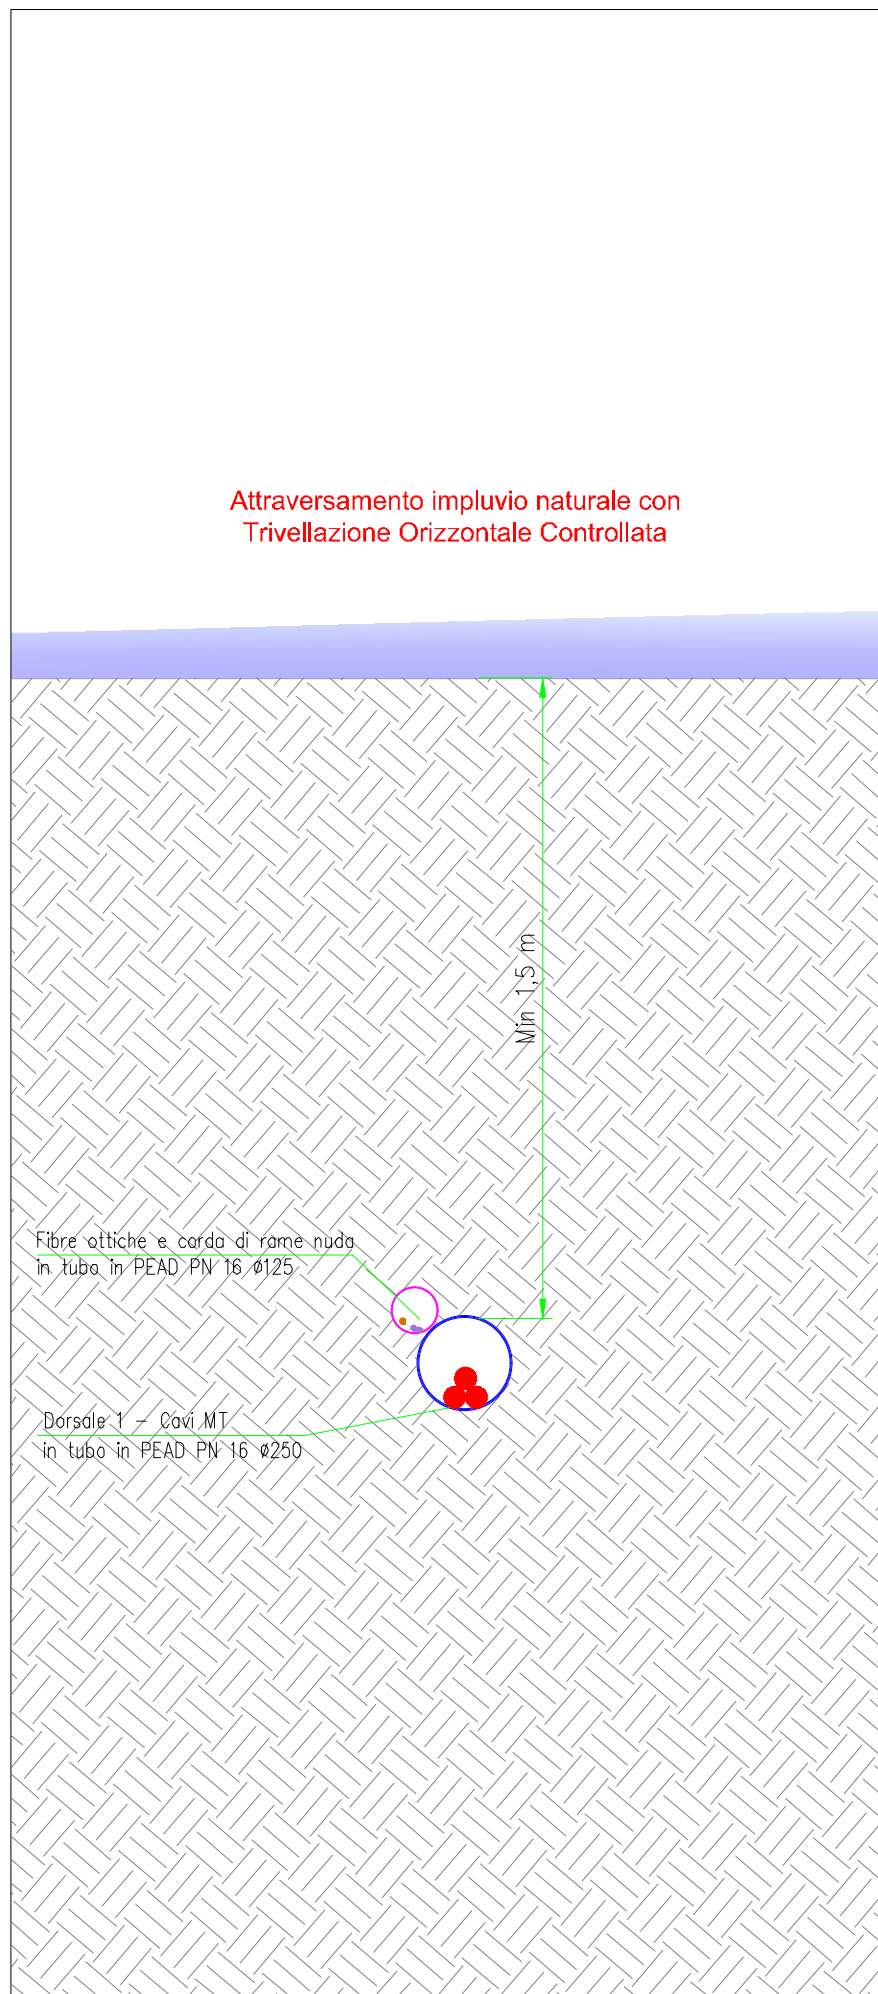 Attraversamento impluvio naturale con
Trivellazione Orizzontale Controllata
Min 1,5 m
Fibre ottiche e corda di rame nuda
in tubo in PEAD PN 16 ø125
Dorsale 1 - Cavi MT
in tubo in PEAD PN 16 ø250